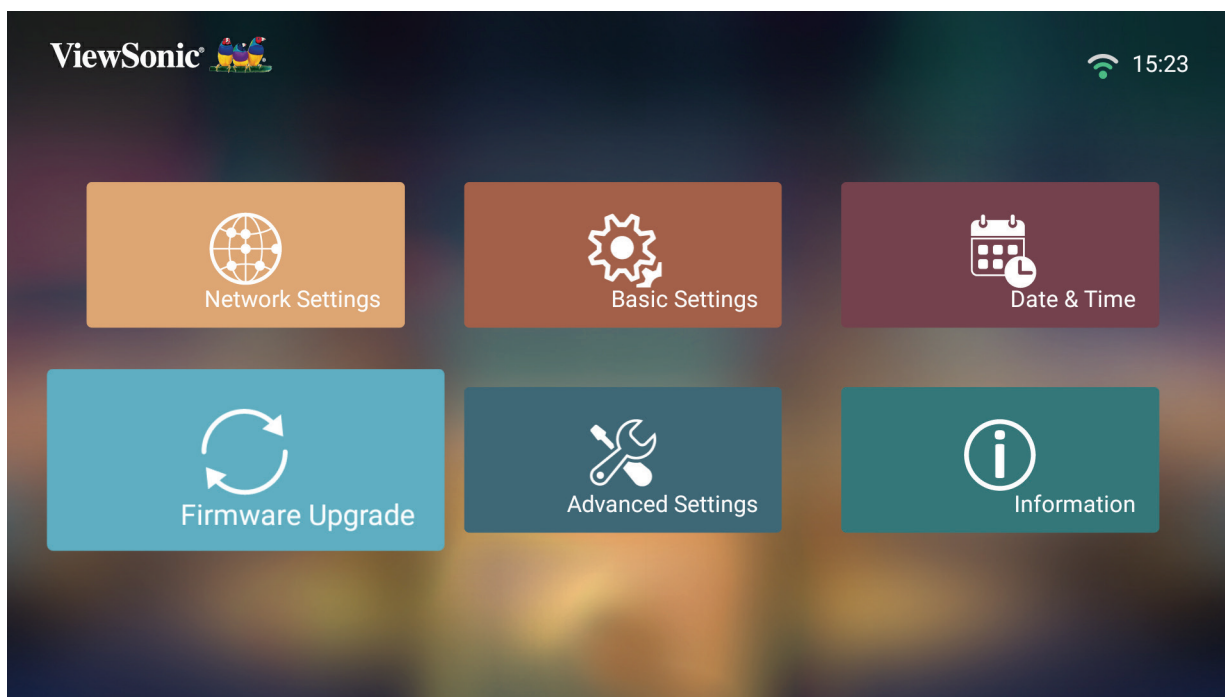 ViewSonic®
15:23
Network Settings
Basic Settings
Date & Time
Firmware Upgrade
Advanced Settings
Information